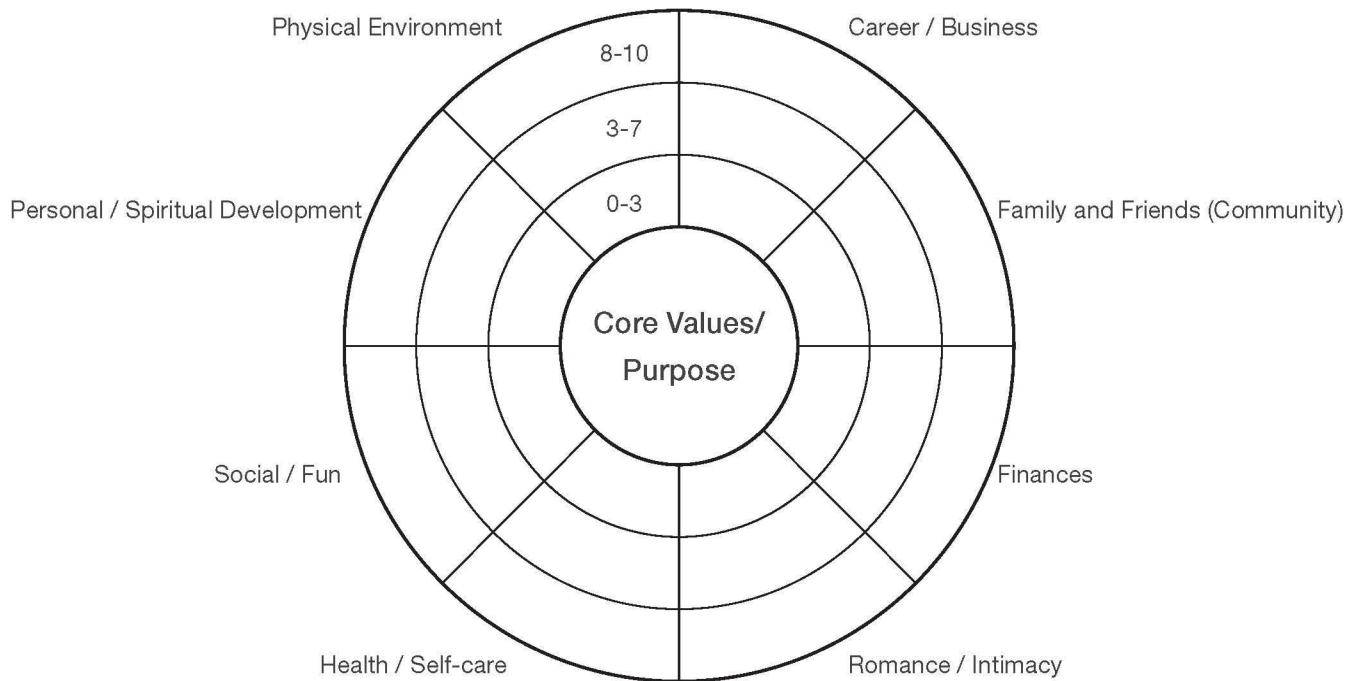 Physical Environment
Career / Business
8-10
3-7
0-3
Personal / Spiritual Development
Family and Friends (Community)
Core Values/
Purpose
Social / Fun
Finances
Health / Self-care
Romance / Intimacy